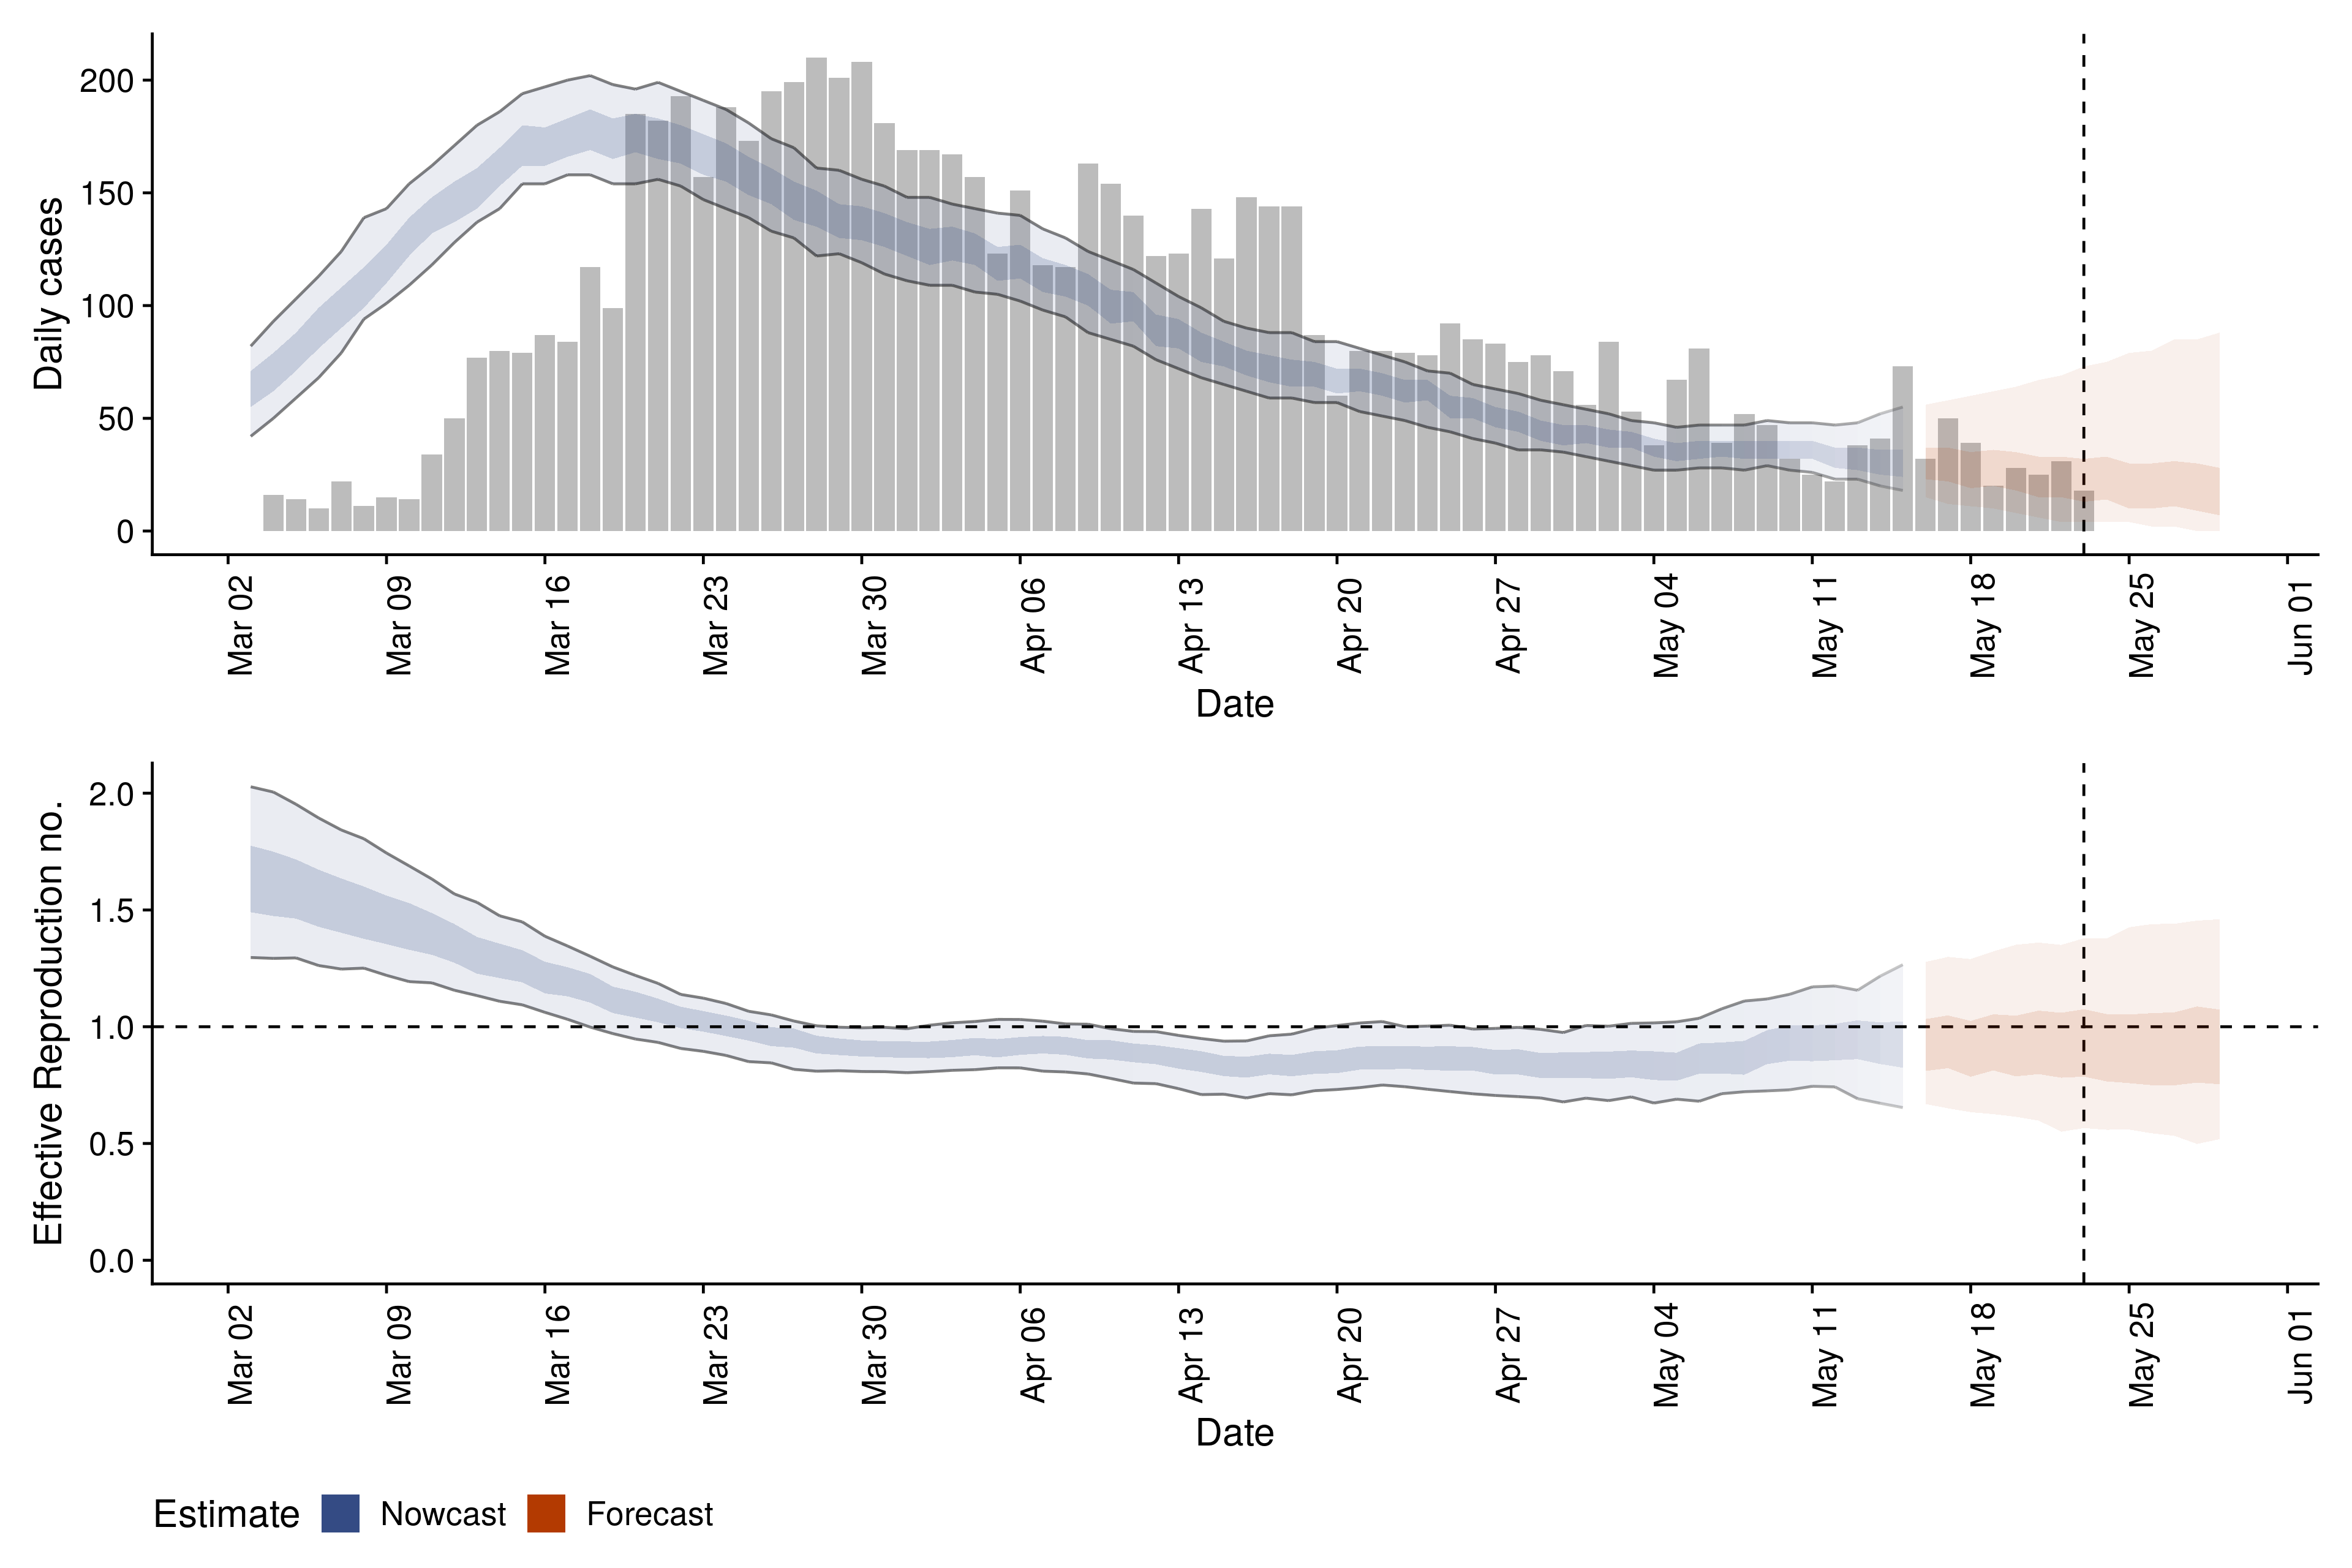 Daily cases
200
150
100
50
0
Mar 02
Mar 09
Mar 16
Mar 23
Mar 30
Apr 06
Apr 13
Apr 20
Apr 27
May 04
May 11
May 18
May 25
Jun 01
Date
Effective Reproduction no.
2.0
1.5
1.0
0.5
0.0
Mar 02
Mar 09
Mar 16
Mar 23
Mar 30
Apr 06
Apr 13
Apr 20
Apr 27
May 04
May 11
May 18
May 25
Jun 01
Date
Estimate Nowcast Forecast